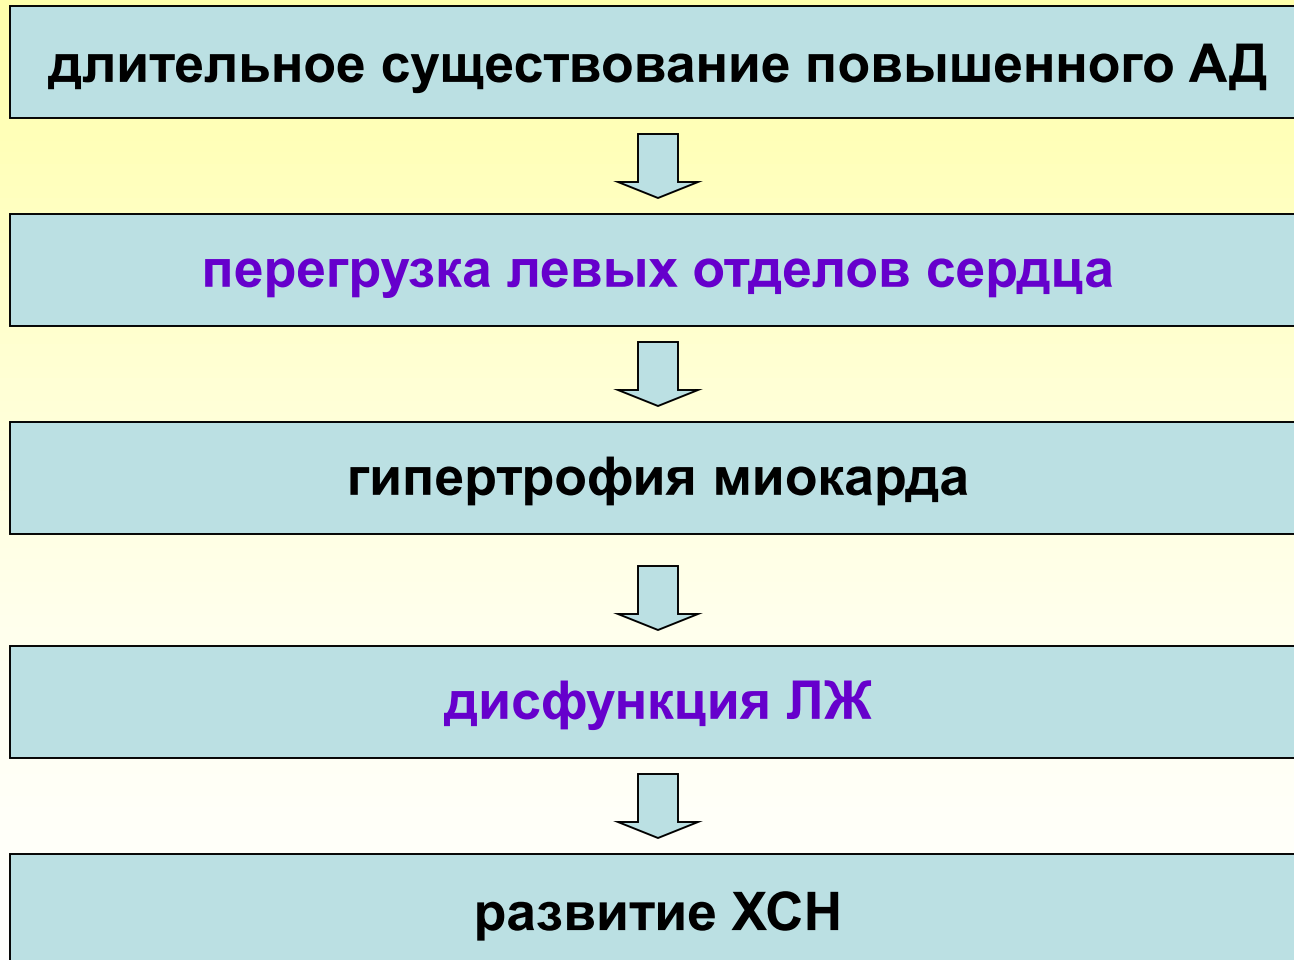 длительное существование повышенного АД
перегрузка левых отделов сердца
гипертрофия миокарда
дисфункция ЛЖ
развитие ХСН